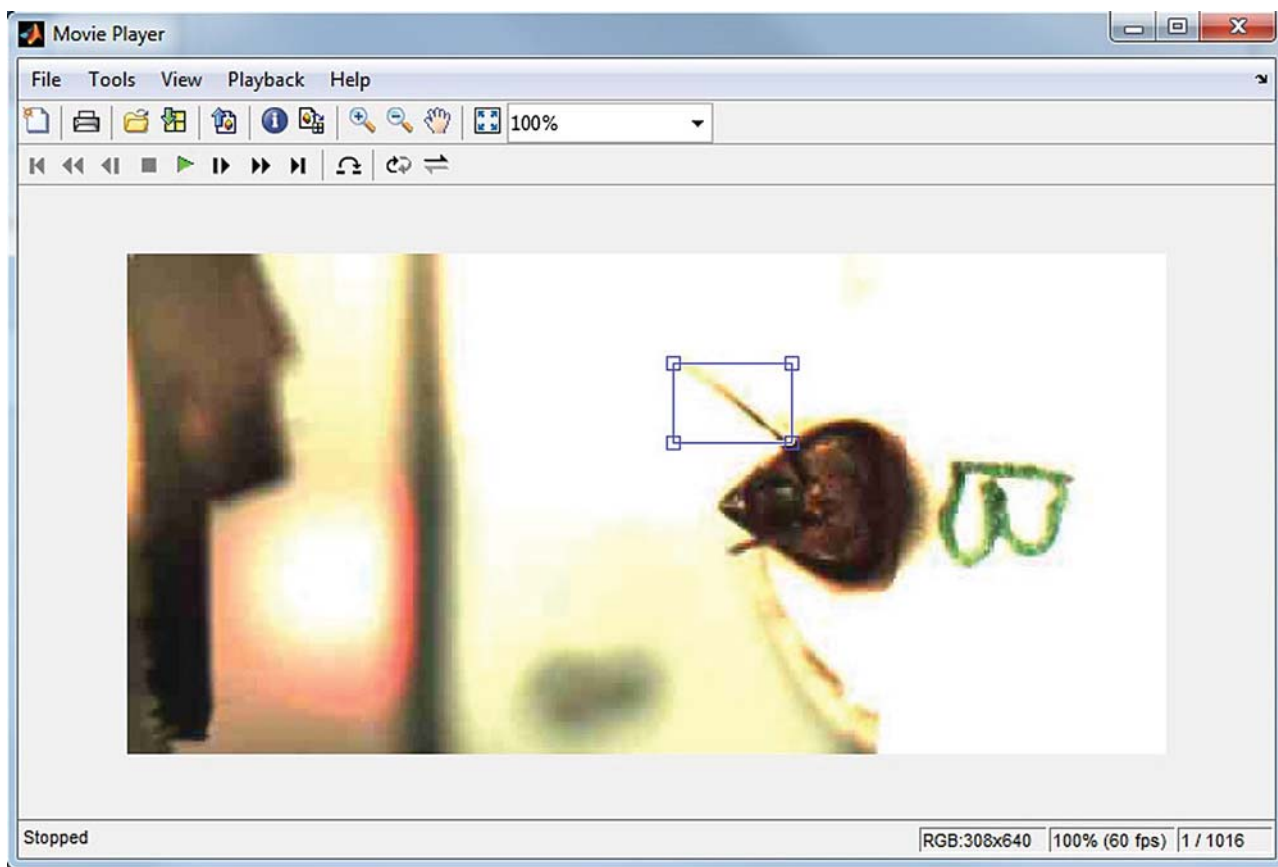 Movie Player
File Tools View Playback Help
100%
B
Stopped
RGB:308x640 100% (60 fps) 1 / 1016